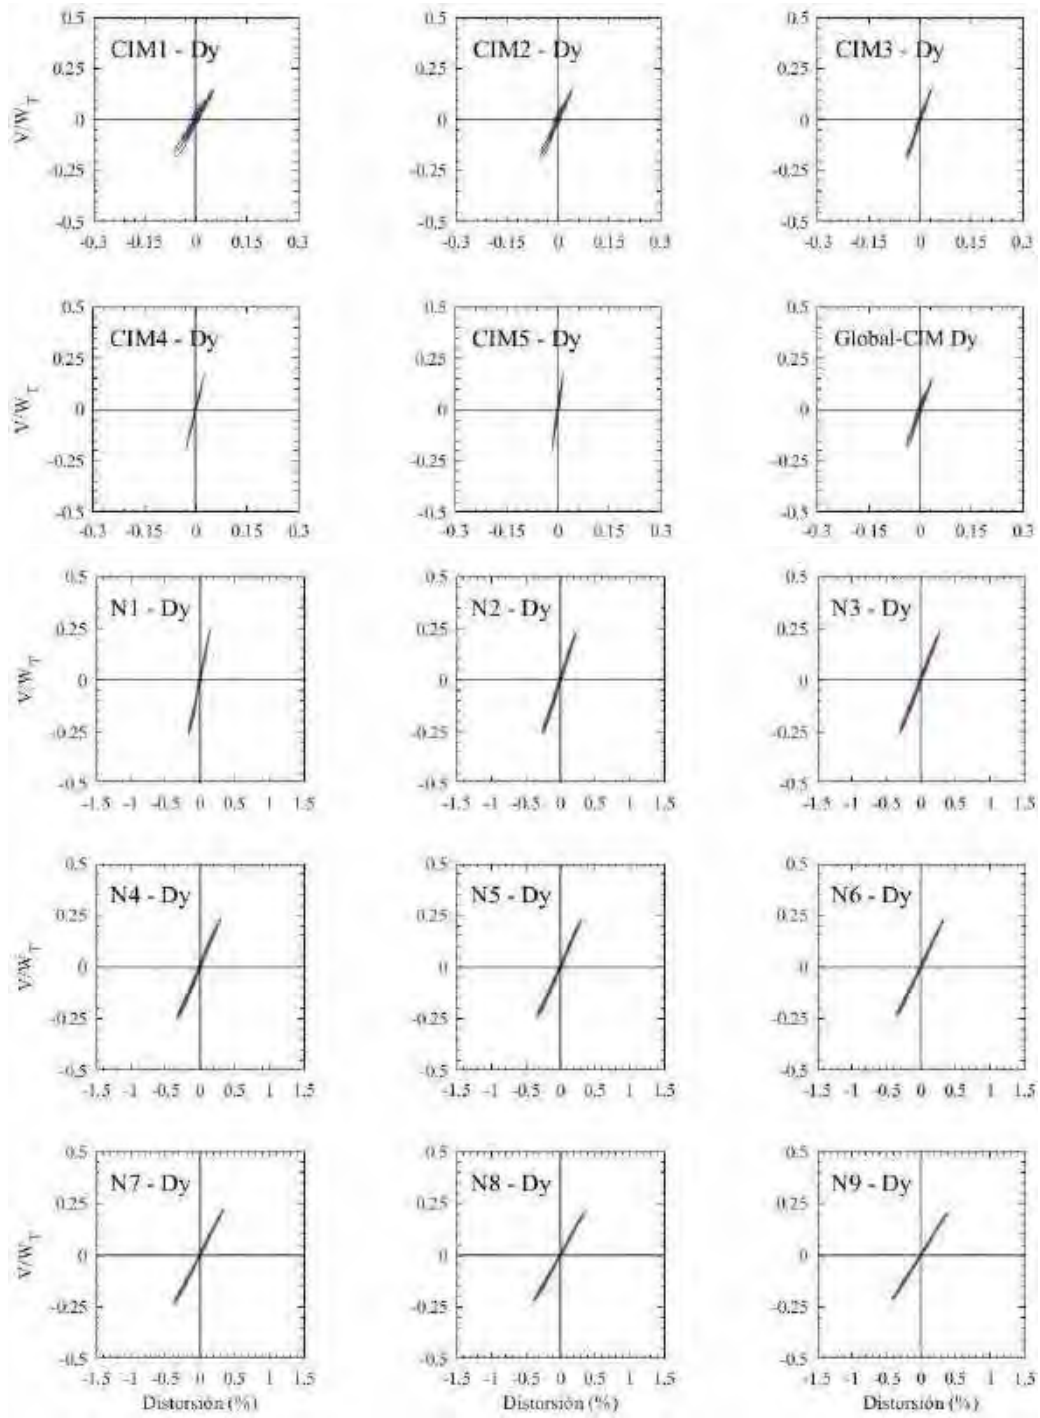 0.5 0.5 0.5
CIM1 - Dy CIM2 - Dy CIM3 - Dy
0.25 0.25 0.25
V/W_T 0 0 0
-0.25 -0.25 -0.25
-0.5 -0.5 -0.5
-0.3 -0.15 0 0.15 0.3 -0.3 -0.15 0 0.15 0.3 -0.3 -0.15 0 0.15 0.3
0.5 0.5 0.5
CIM4 - Dy CIM5 - Dy Global-CIM Dy
0.25 0.25 0.25
V/W_T 0 0 0
-0.25 -0.25 -0.25
-0.5 -0.5 -0.5
-0.3 -0.15 0 0.15 0.3 -0.3 -0.15 0 0.15 0.3 -0.3 -0.15 0 0.15 0.3
0.5 0.5 0.5
N1 - Dy N2 - Dy N3 - Dy
0.25 0.25 0.25
V/W_T 0 0 0
-0.25 -0.25 -0.25
-0.5 -0.5 -0.5
-1.5 -1 -0.5 0 0.5 1 1.5 -1.5 -1 -0.5 0 0.5 1 1.5 -1.5 -1 -0.5 0 0.5 1 1.5
0.5 0.5 0.5
N4 - Dy N5 - Dy N6 - Dy
0.25 0.25 0.25
V/W_T 0 0 0
-0.25 -0.25 -0.25
-0.5 -0.5 -0.5
-1.5 -1 -0.5 0 0.5 1 1.5 -1.5 -1 -0.5 0 0.5 1 1.5 -1.5 -1 -0.5 0 0.5 1 1.5
0.5 0.5 0.5
N7 - Dy N8 - Dy N9 - Dy
0.25 0.25 0.25
V/W_T 0 0 0
-0.25 -0.25 -0.25
-0.5 -0.5 -0.5
-1.5 -1 -0.5 0 0.5 1 1.5 -1.5 -1 -0.5 0 0.5 1 1.5 -1.5 -1 -0.5 0 0.5 1 1.5
Distorsión (%) Distorsión (%) Distorsión (%)